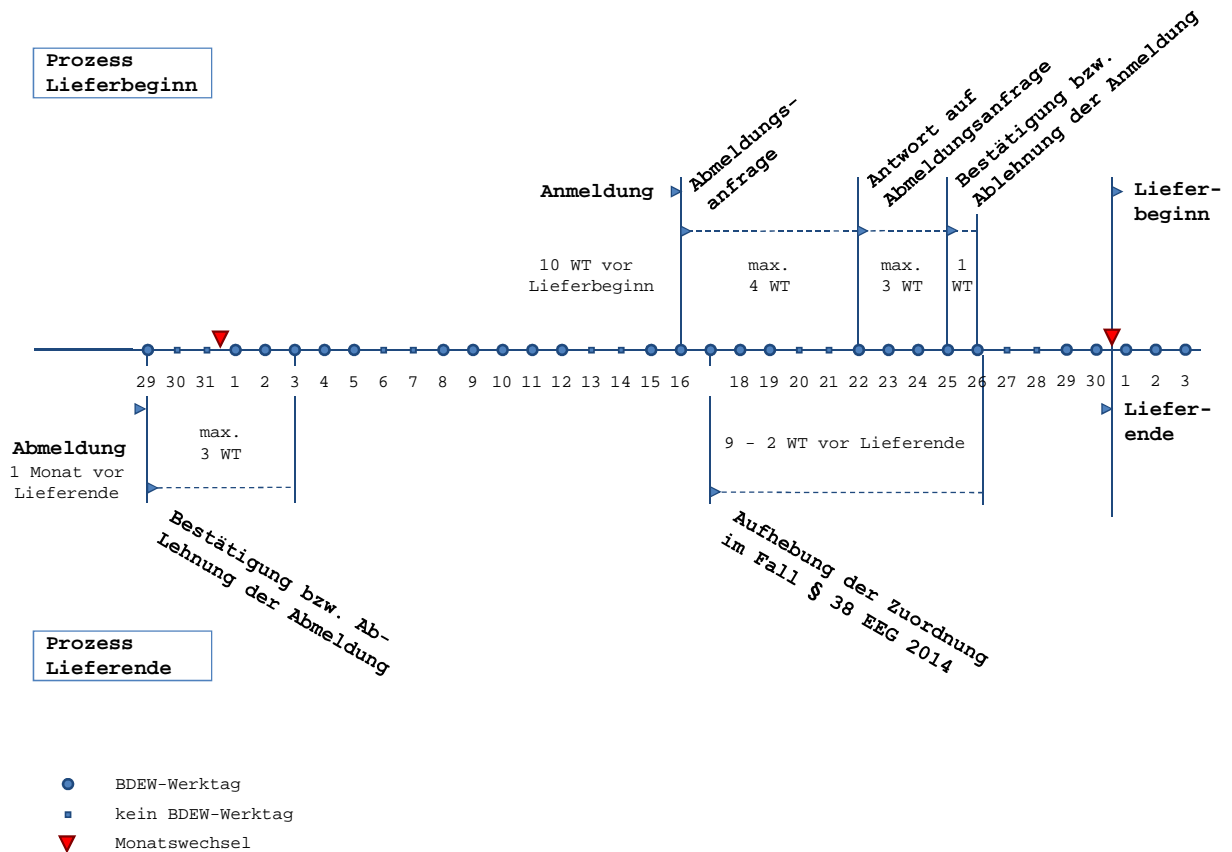 Prozess
Lieferbeginn
Abmeldungs-
anfrage
Antwort auf
Abmeldungsanfrage
Bestätigung bzw.
Ablehnung der Anmeldung
Anmeldung
Liefer-
beginn
10 WT vor
Lieferbeginn
max.
4 WT
max.
3 WT
1
WT
29 30 31 1 2 3 4 5 6 7 8 9 10 11 12 13 14 15 16 18 19 20 21 22 23 24 25 26 27 28 29 30 1 2 3
Abmeldung
1 Monat vor
Lieferende
max.
3 WT
9 - 2 WT vor Lieferende
Liefer-
ende
Bestätigung bzw. Ab-
Lehnung der Abmeldung
Aufhebung der Zuordnung
im Fall § 38 EEG 2014
Prozess
Lieferende
BDEW-Werktag
kein BDEW-Werktag
Monatswechsel